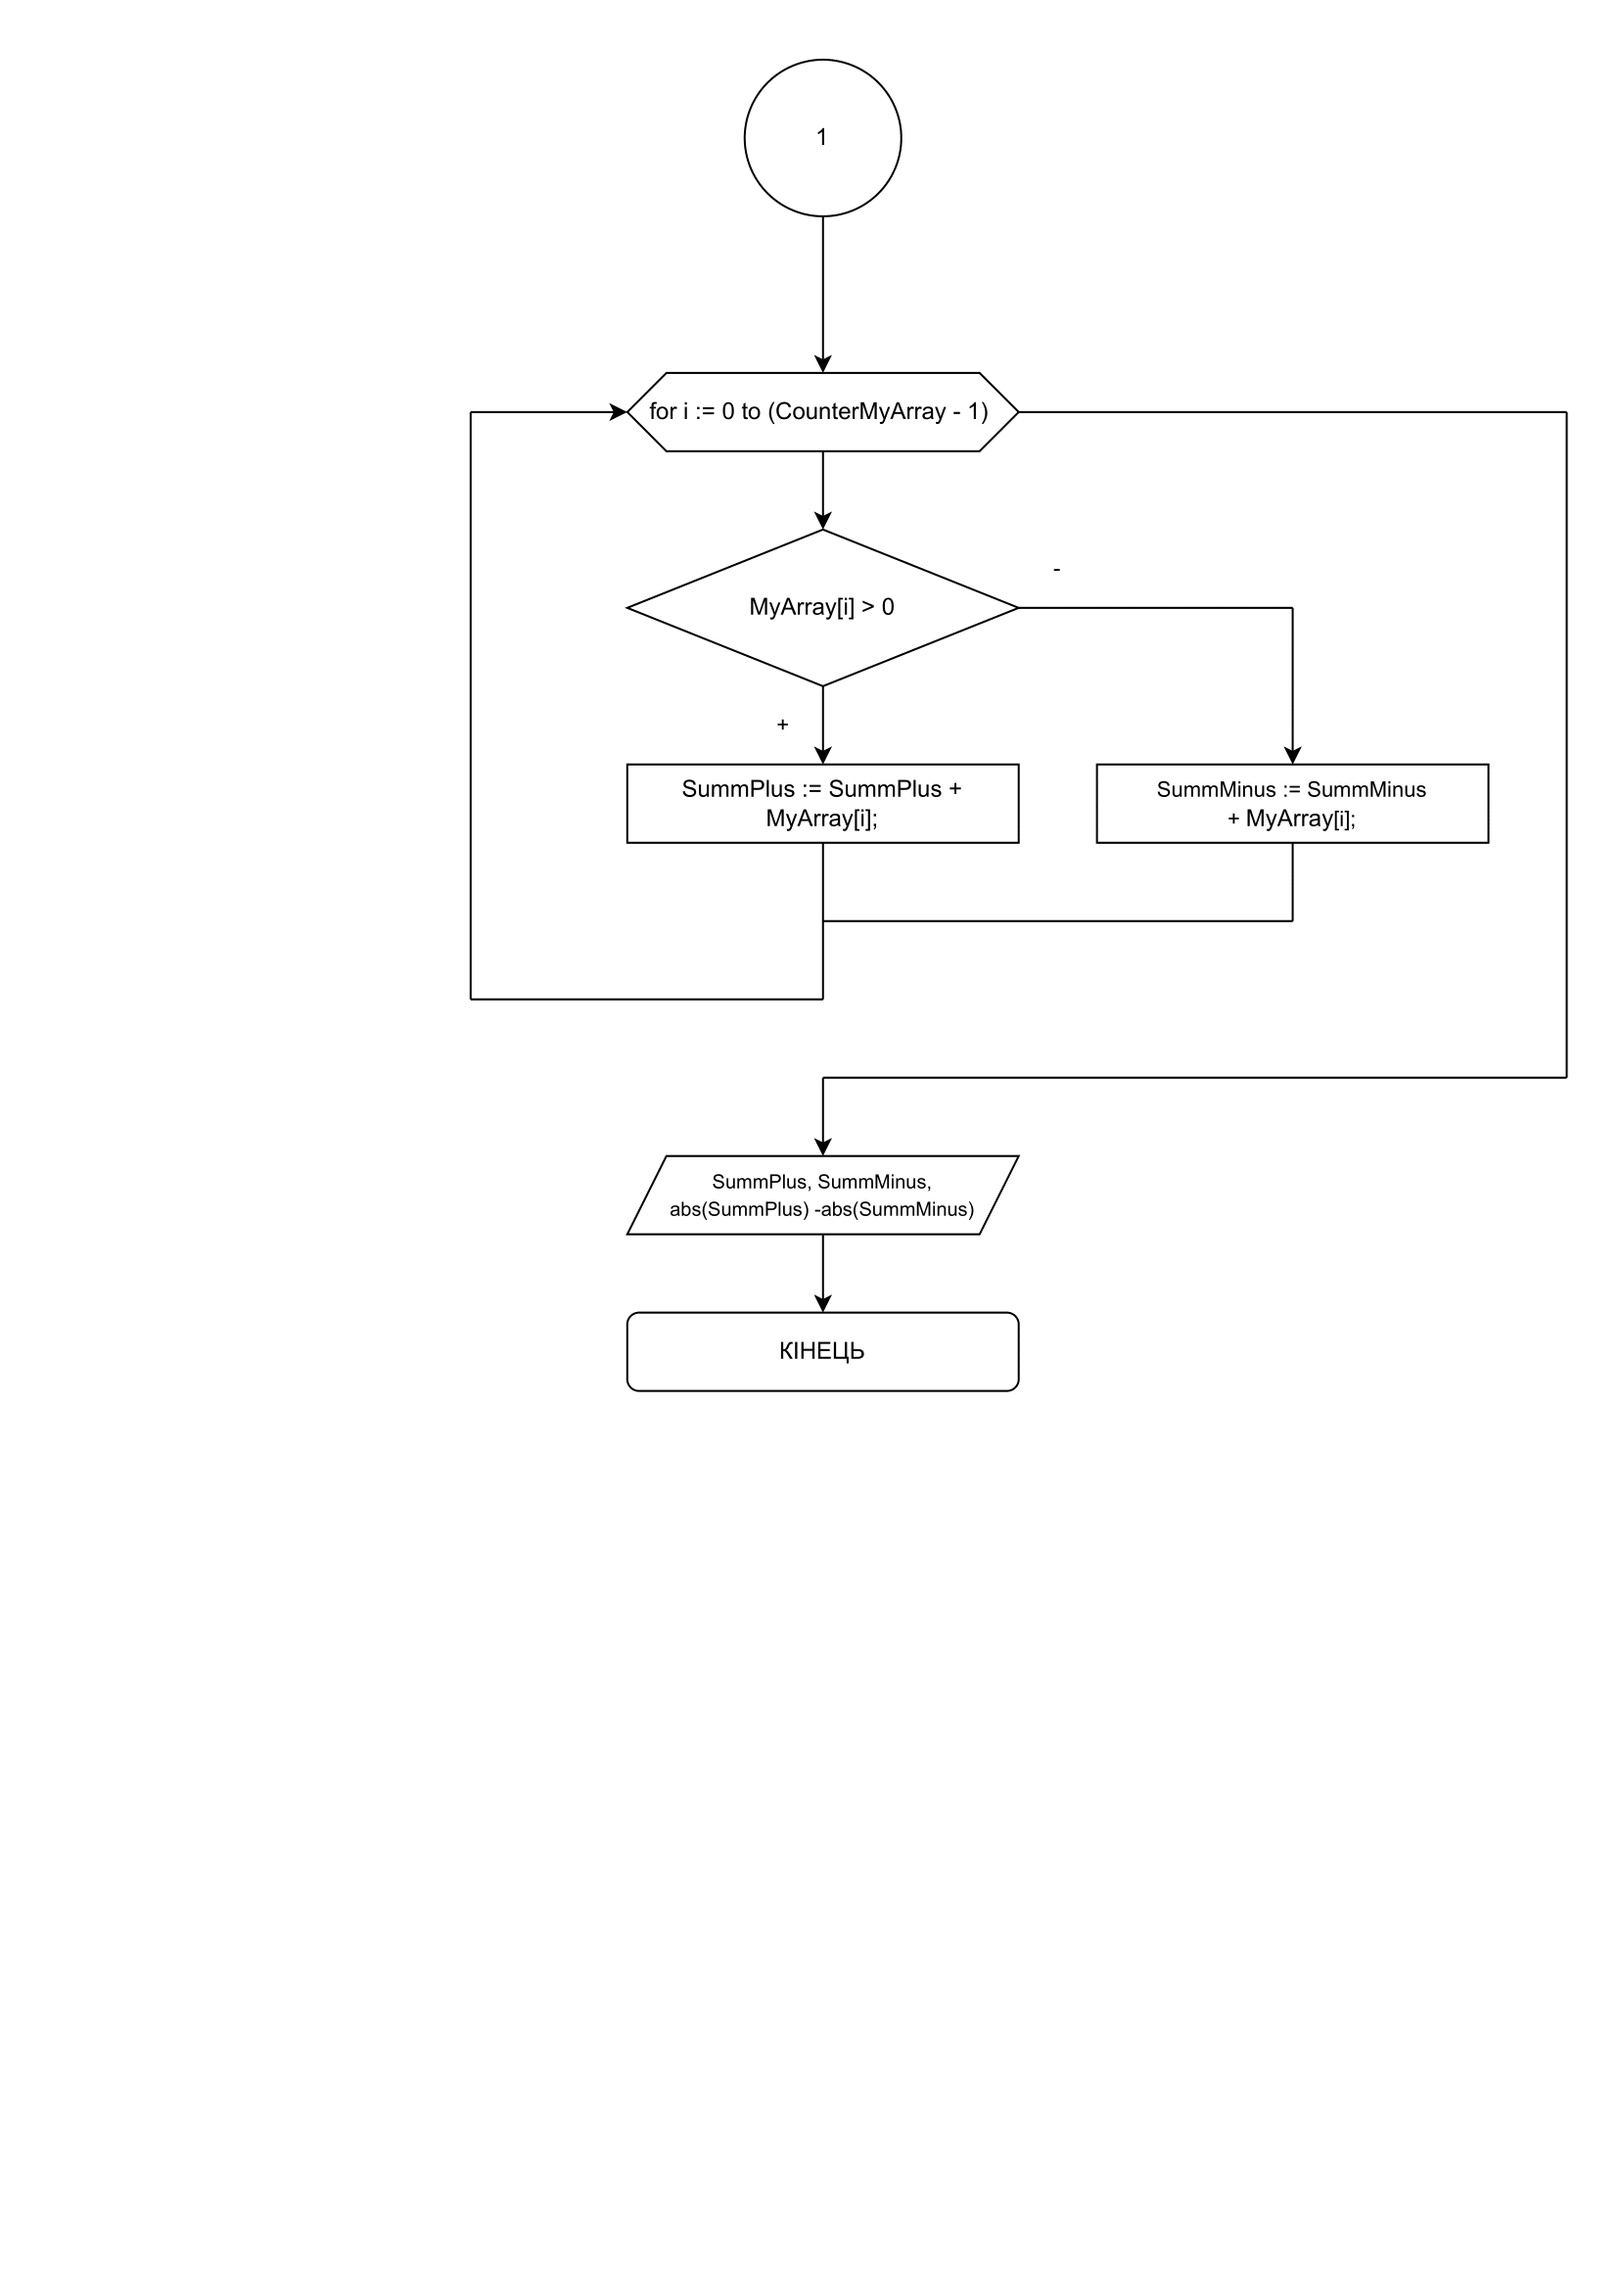 1
for i := 0 to (CounterMyArray - 1)
-
MyArray[i] > 0
+
SummPlus := SummPlus +
MyArray[i];
SummMinus := SummMinus
+ MyArray[i];
SummPlus, SummMinus,
abs(SummPlus) -abs(SummMinus)
КІНЕЦЬ